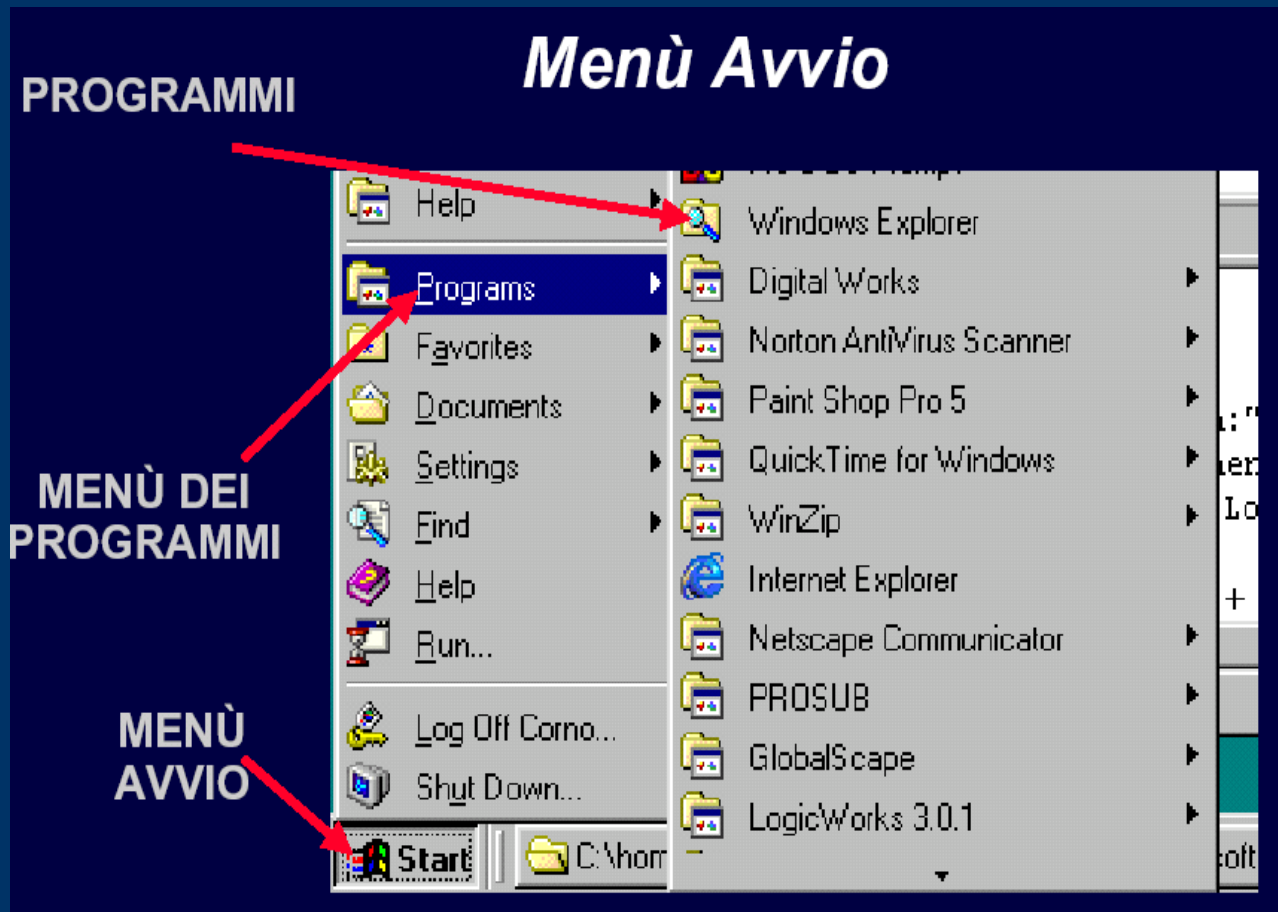 Menù Avvio
PROGRAMMI
MENÙ DEI
PROGRAMMI
MENÙ
AVVIO
Help
Programs
Favorites
Documents
Settings
Find
Help
Run...
Log Off Corno...
Shut Down...
Start
C:\hom
Windows Explorer
Digital Works
Norton AntiVirus Scanner
Paint Shop Pro 5
QuickTime for Windows
WinZip
Internet Explorer
Netscape Communicator
PROSUB
GlobalScape
LogicWorks 3.0.1
Lo
+
oft